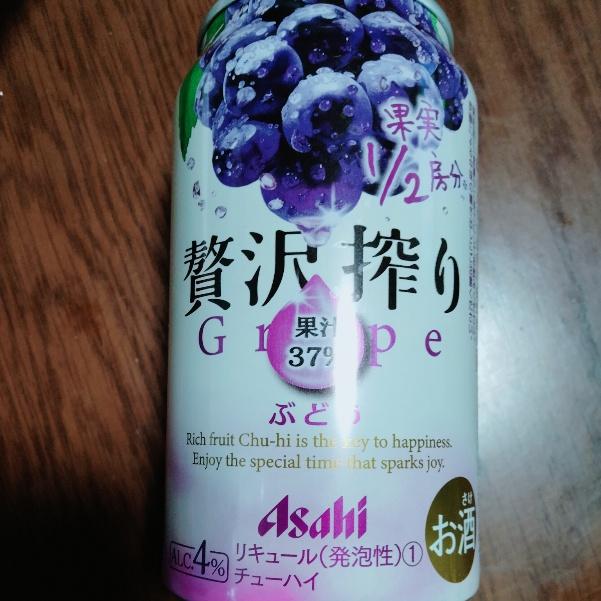 果実
1/2房分
贅沢搾り
Grape
果汁
37%
ぶどう
Rich fruit Chu-hi is the key to happiness.
Enjoy the special time that sparks joy.
Asahi
ALC.4%
リキュール(発泡性)①
チューハイ
さけ
お酒